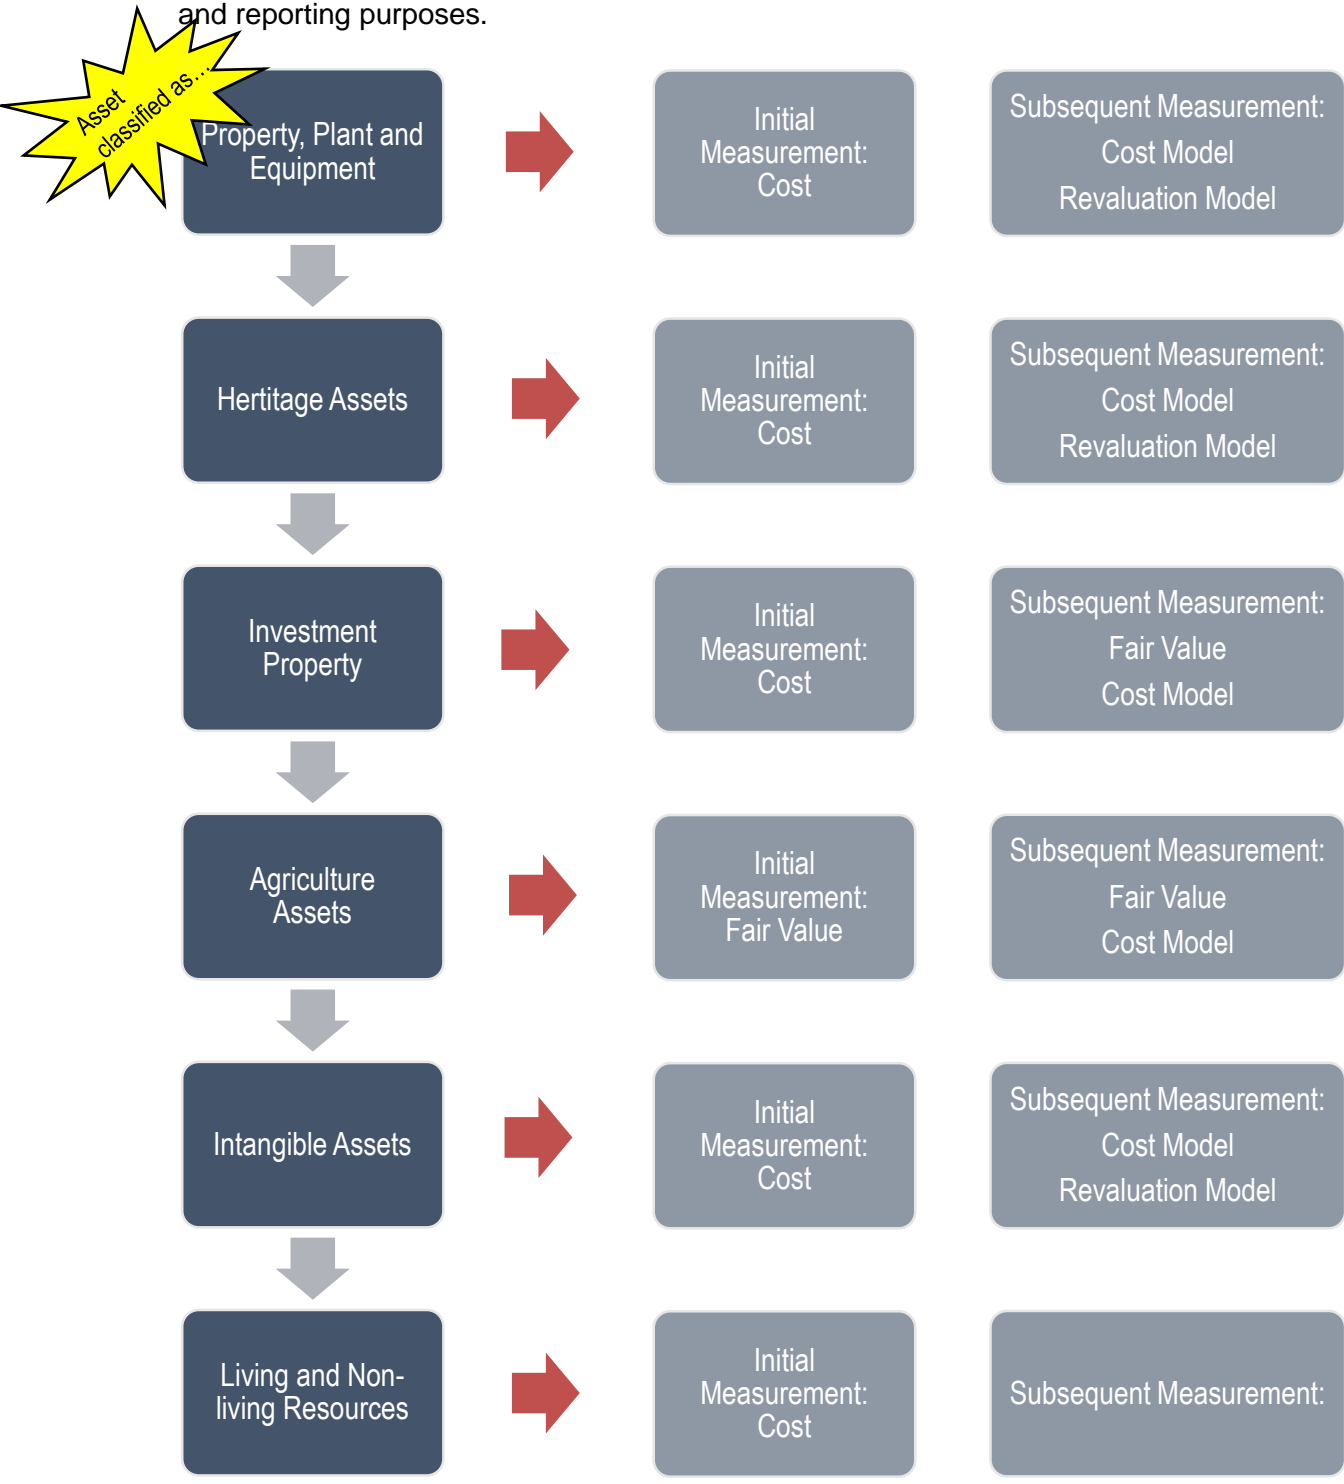 and reporting purposes.
Asset
classified as…
Property, Plant and
Equipment
Initial
Measurement:
Cost
Subsequent Measurement:
Cost Model
Revaluation Model
Hertitage Assets
Initial
Measurement:
Cost
Subsequent Measurement:
Cost Model
Revaluation Model
Investment
Property
Initial
Measurement:
Cost
Subsequent Measurement:
Fair Value
Cost Model
Agriculture
Assets
Initial
Measurement:
Fair Value
Subsequent Measurement:
Fair Value
Cost Model
Intangible Assets
Initial
Measurement:
Cost
Subsequent Measurement:
Cost Model
Revaluation Model
Living and Non-
living Resources
Initial
Measurement:
Cost
Subsequent Measurement: